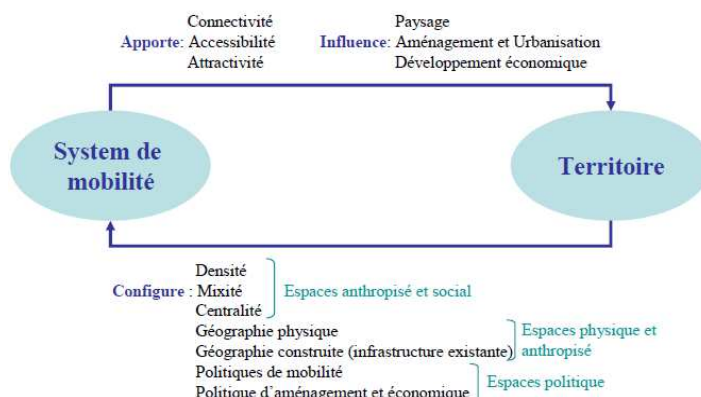 Connectivité
Apporte: Accessibilité
Attractivité
Paysage
Influence: Aménagement et Urbanisation
Développement économique
System de
mobilité
Territoire
Densité
Configure : Mixité
Centralité
Espaces anthropisé et social
Géographie physique
Géographie construite (infrastructure existante)
Espaces physique et
anthropisé
Politiques de mobilité
Politique d’aménagement et économique
Espaces politique